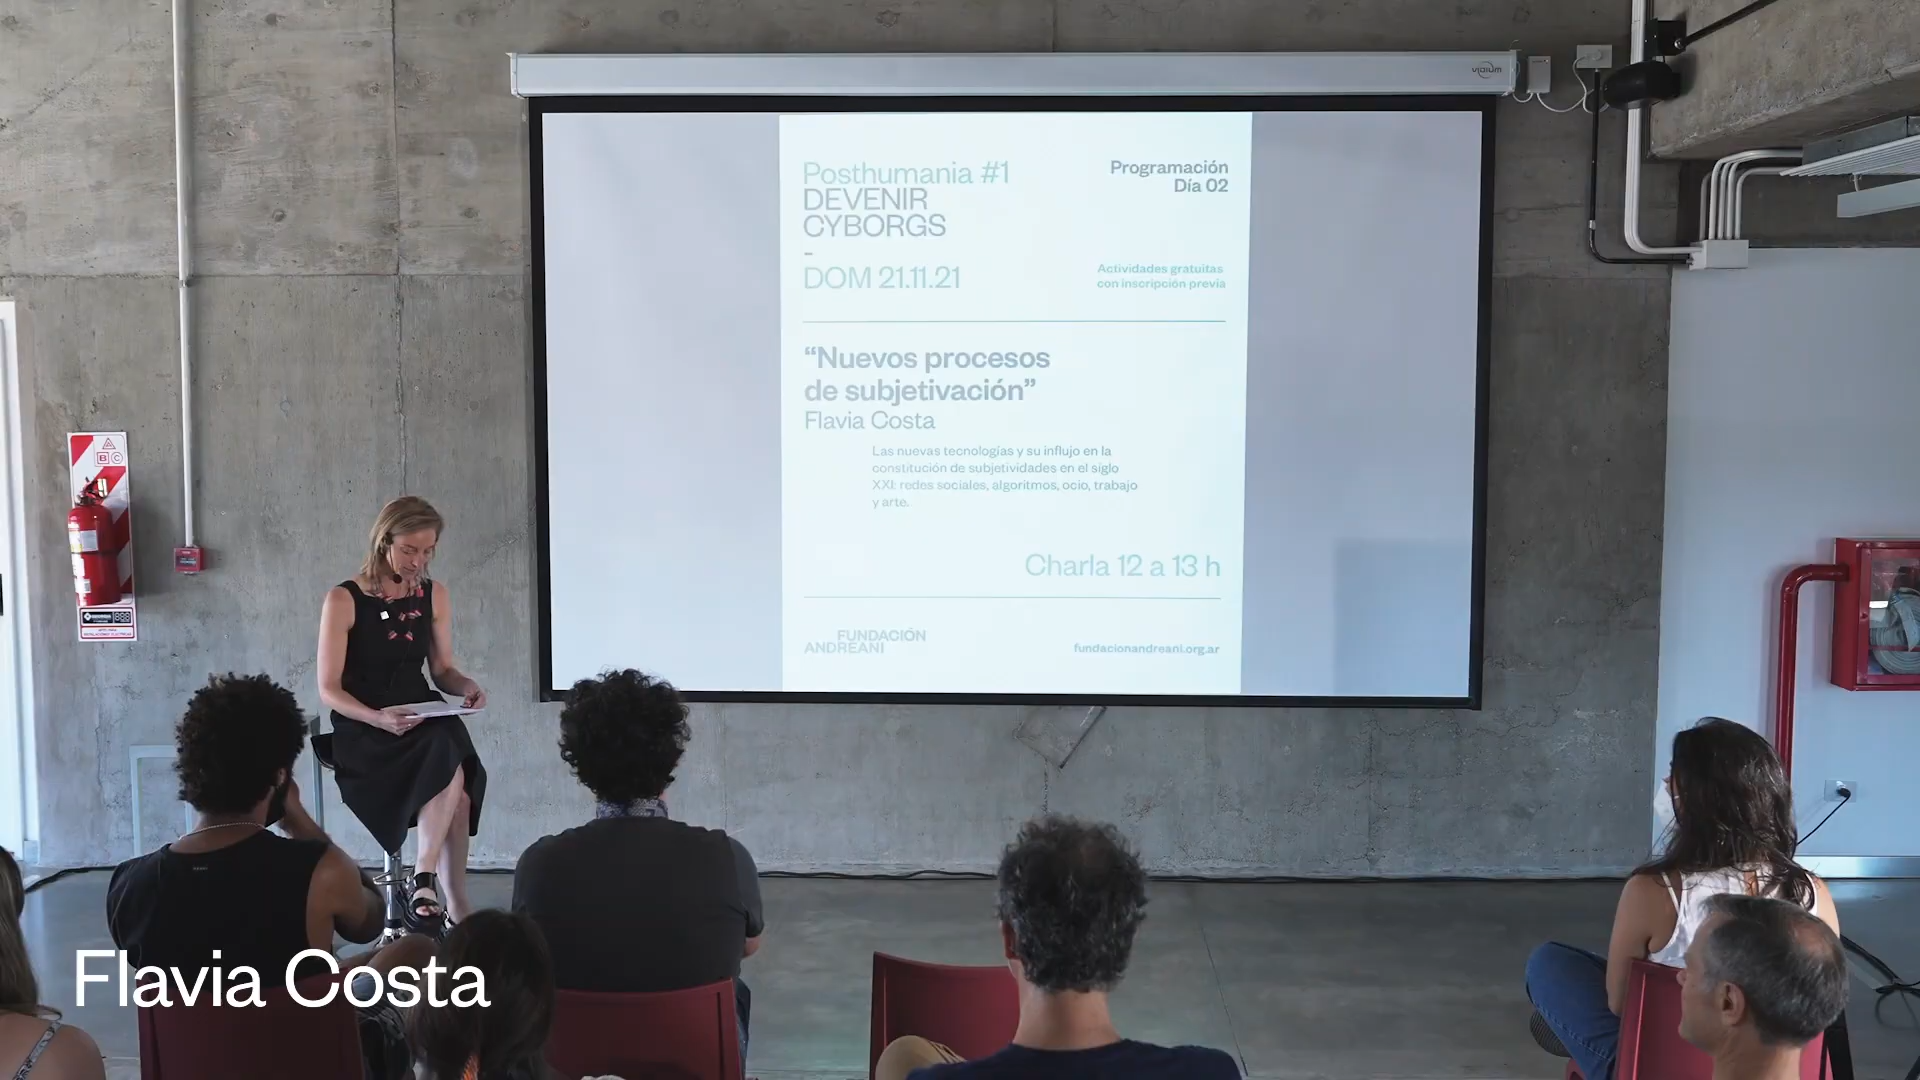 vidium
Posthumania #1
DEVENIR
CYBORGS
-
DOM 21.11.21
Programación
Día 02
Actividades gratuitas
con inscripción previa
“Nuevos procesos
de subjetivación”
Flavia Costa
Las nuevas tecnologías y su influjo en la
constitución de subjetividades en el siglo
XXI: redes sociales, algoritmos, ocio, trabajo
y arte.
Charla 12 a 13 h
FUNDACIÓN
ANDREANI
fundacionandreani.org.ar
A
B C
Flavia Costa